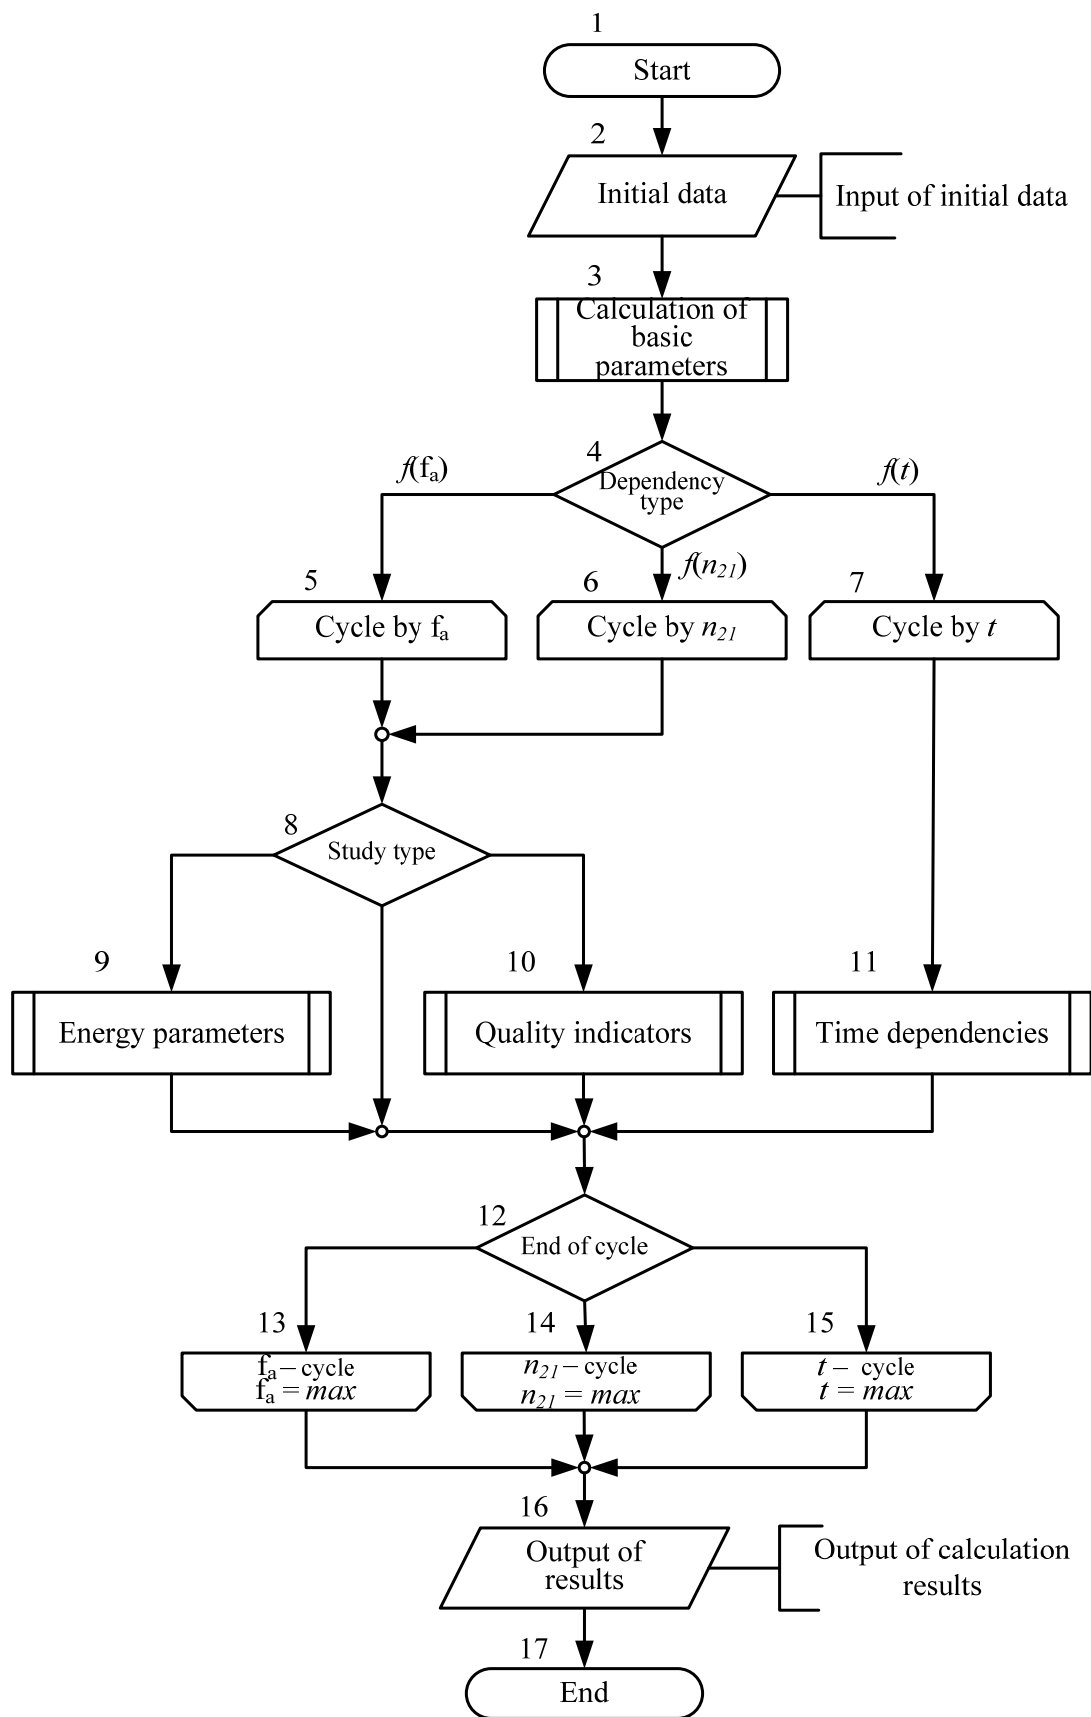 1
Start
2
Initial data
Input of initial data
3
Calculation of
basic
parameters
4
Dependency
type
f(fₐ)
f(t)
f(n₂₁)
5
Cycle by fₐ
6
Cycle by n₂₁
7
Cycle by t
8
Study type
9
Energy parameters
10
Quality indicators
11
Time dependencies
12
End of cycle
13
fₐ – cycle
fₐ = max
14
n₂₁ – cycle
n₂₁ = max
15
t – cycle
t = max
16
Output of
results
Output of calculation
results
17
End